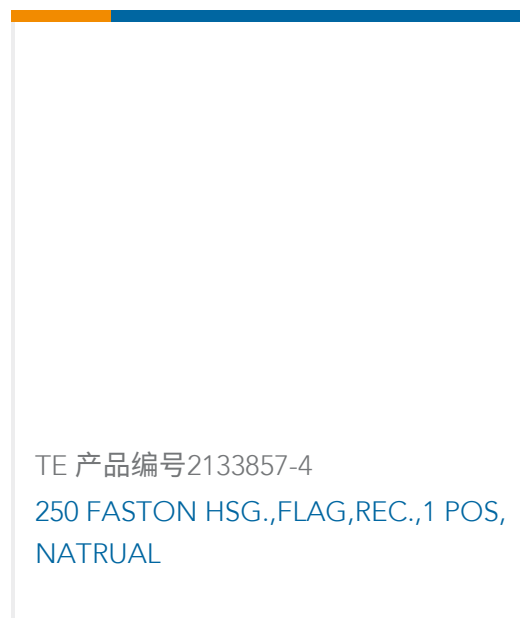 TE 产品编号2133857-4
250 FASTON HSG.,FLAG,REC.,1 POS,
NATRUAL